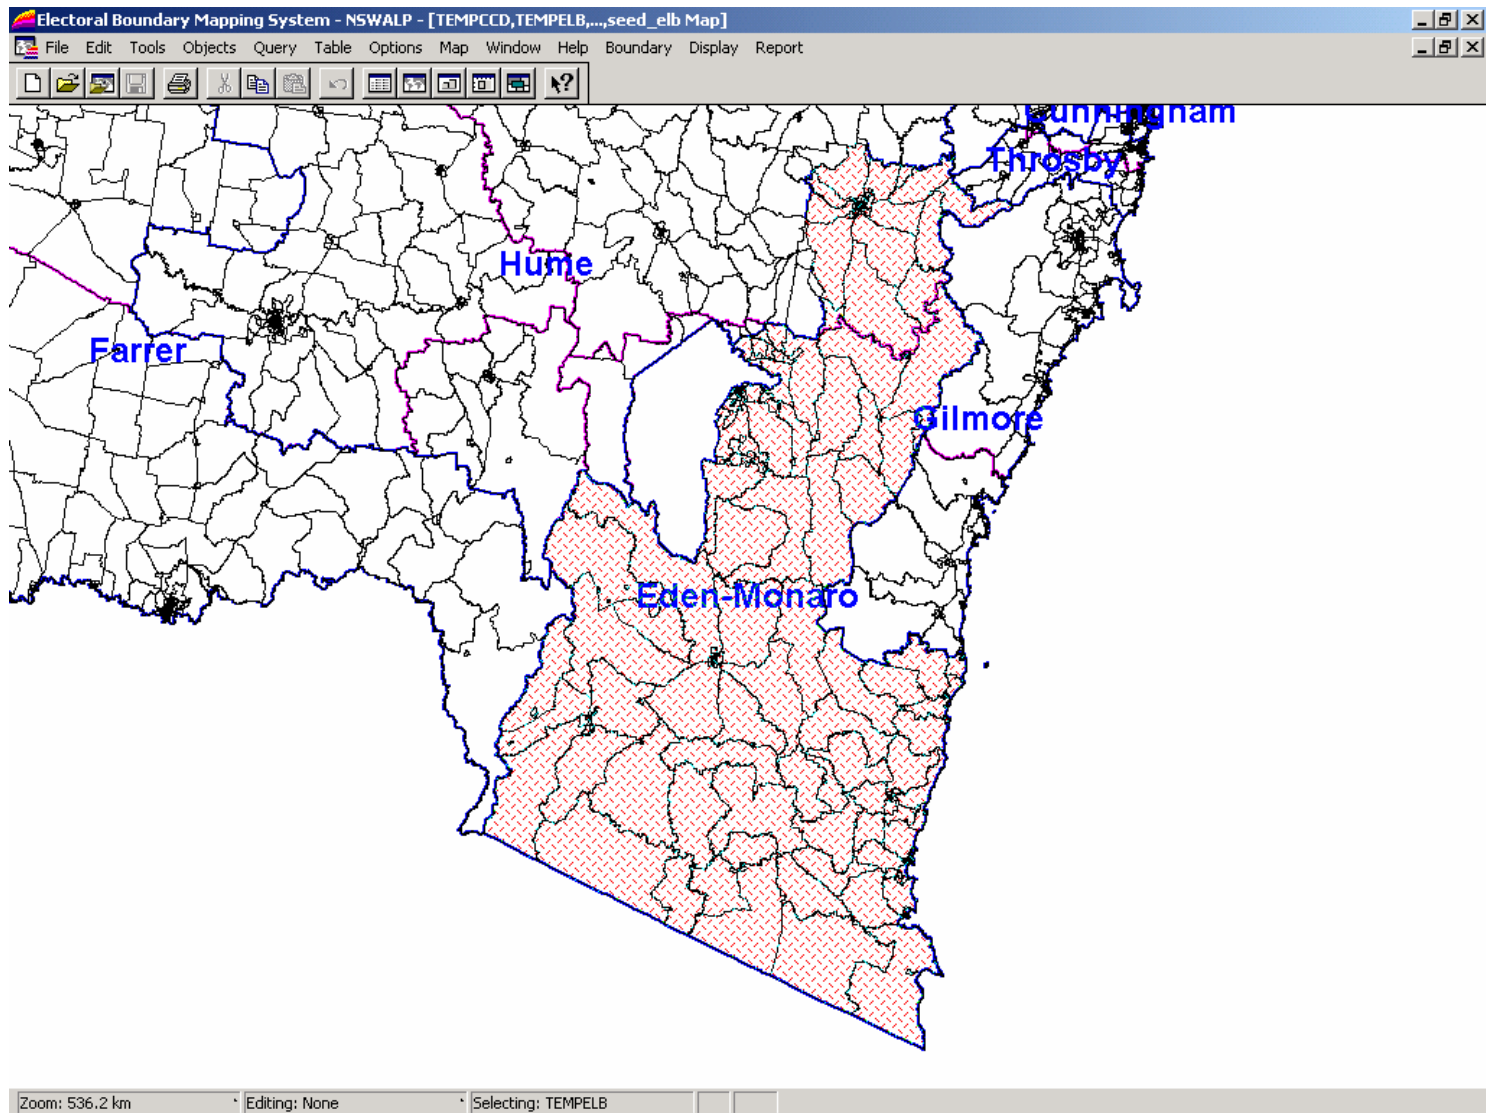 Electoral Boundary Mapping System - NSWALP - [TEMPCCD,TEMPELB,...,seed_elb Map]
File Edit Tools Objects Query Table Options Map Window Help Boundary Display Report
Cunningham
Throsby
Hume
Farrer
Gilmore
Eden-Monaro
Zoom: 536.2 km Editing: None Selecting: TEMPELB